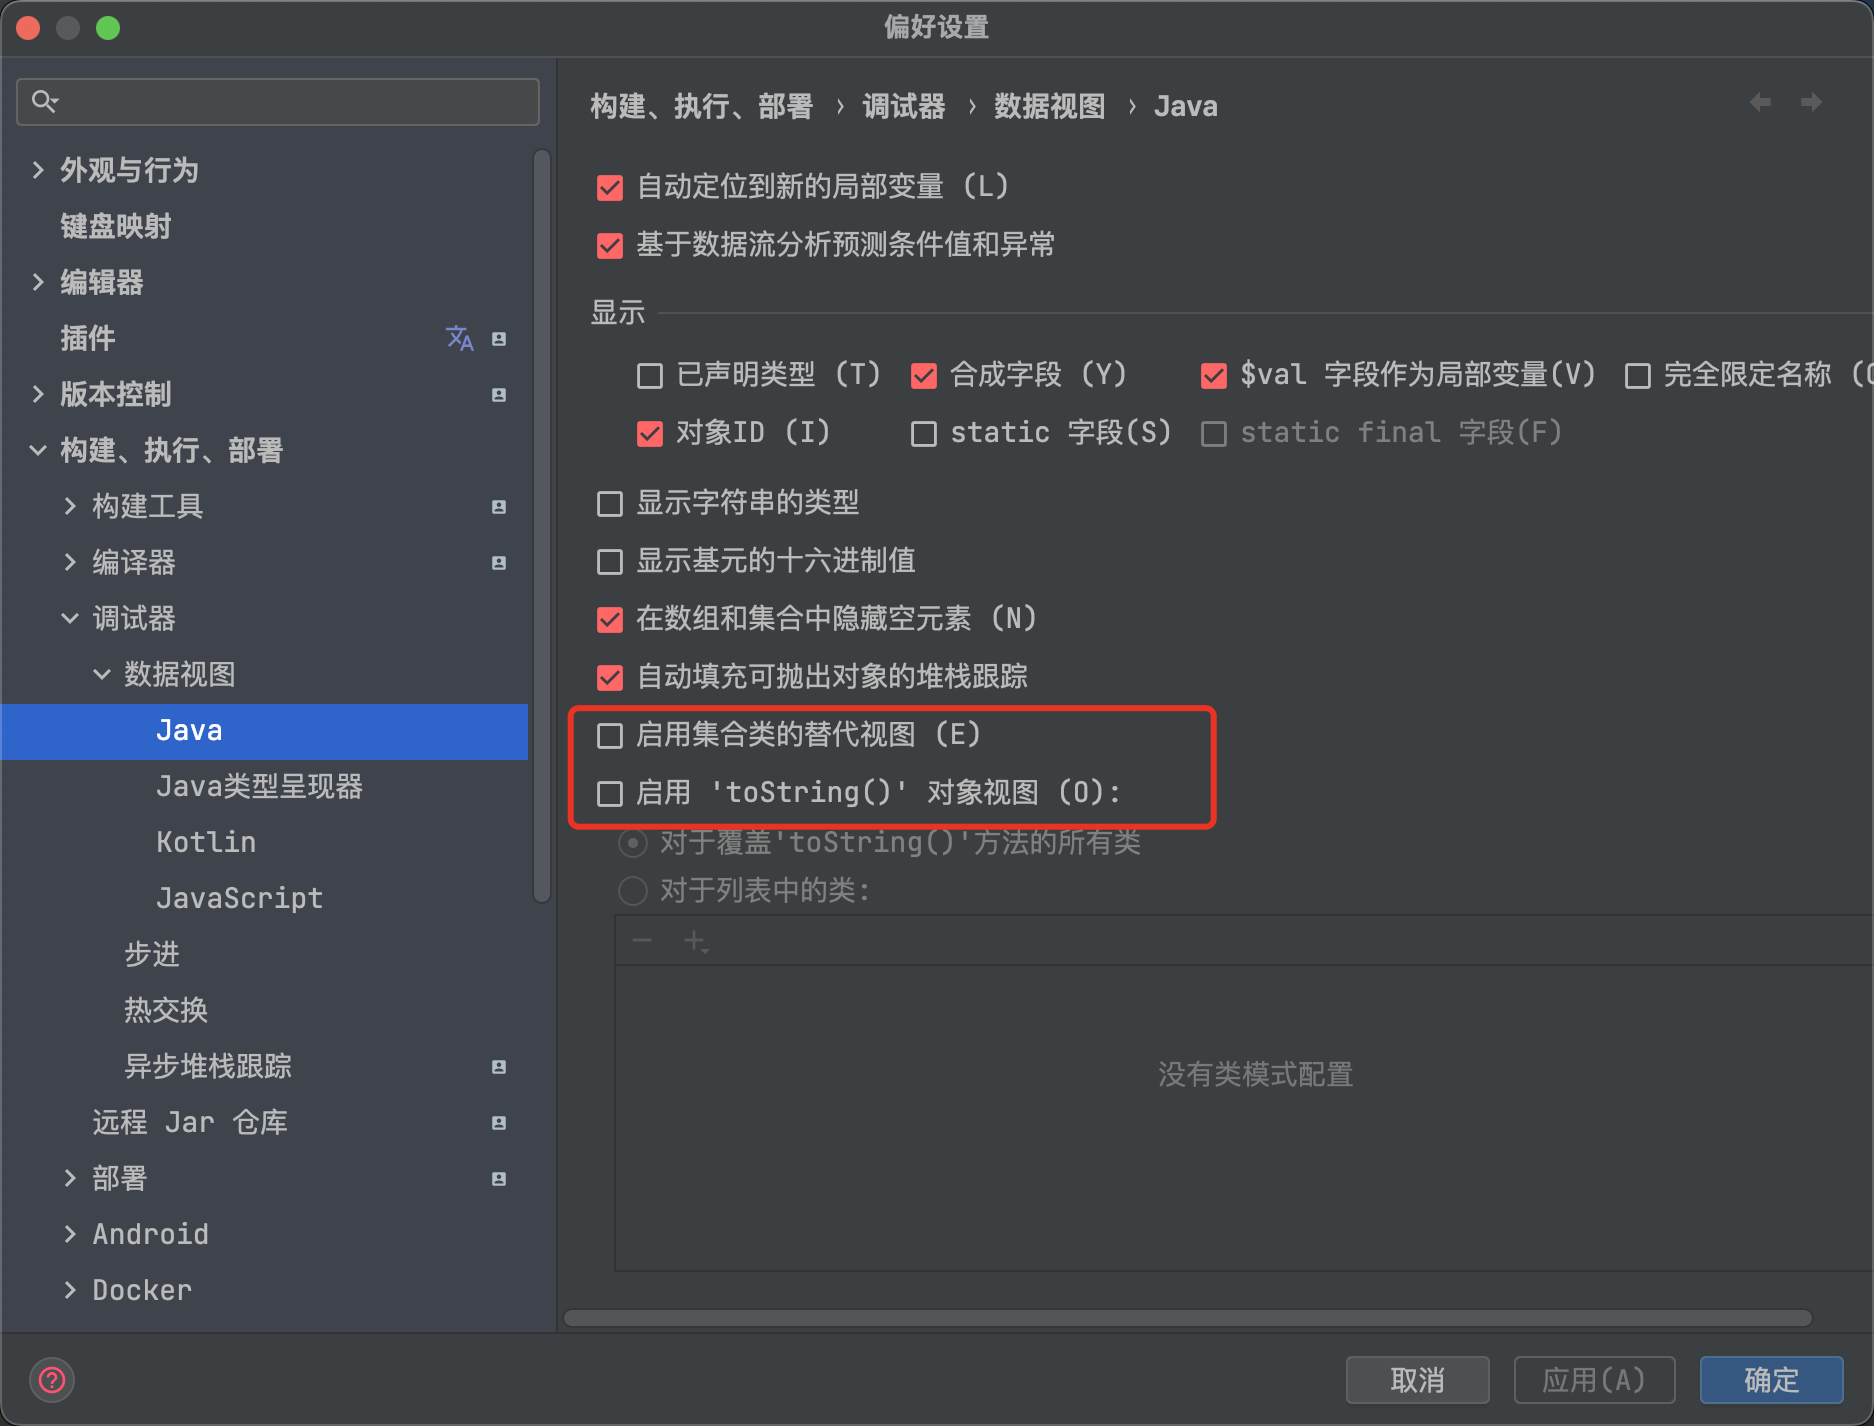 偏好设置
外观与行为
键盘映射
编辑器
插件
版本控制
构建、执行、部署
构建工具
编译器
调试器
数据视图
Java
Java类型呈现器
Kotlin
JavaScript
步进
热交换
异步堆栈跟踪
远程 Jar 仓库
部署
Android
Docker
构建、执行、部署 › 调试器 › 数据视图 › Java
自动定位到新的局部变量 (L)
基于数据流分析预测条件值和异常
显示
已声明类型 (T) 合成字段 (Y) $val 字段作为局部变量(V) 完全限定名称
对象ID (I) static 字段(S) static final 字段(F)
显示字符串的类型
显示基元的十六进制值
在数组和集合中隐藏空元素 (N)
自动填充可抛出对象的堆栈跟踪
启用集合类的替代视图 (E)
启用 'toString()' 对象视图 (O):
对于覆盖'toString()'方法的所有类
对于列表中的类:
没有类模式配置
取消 应用(A) 确定